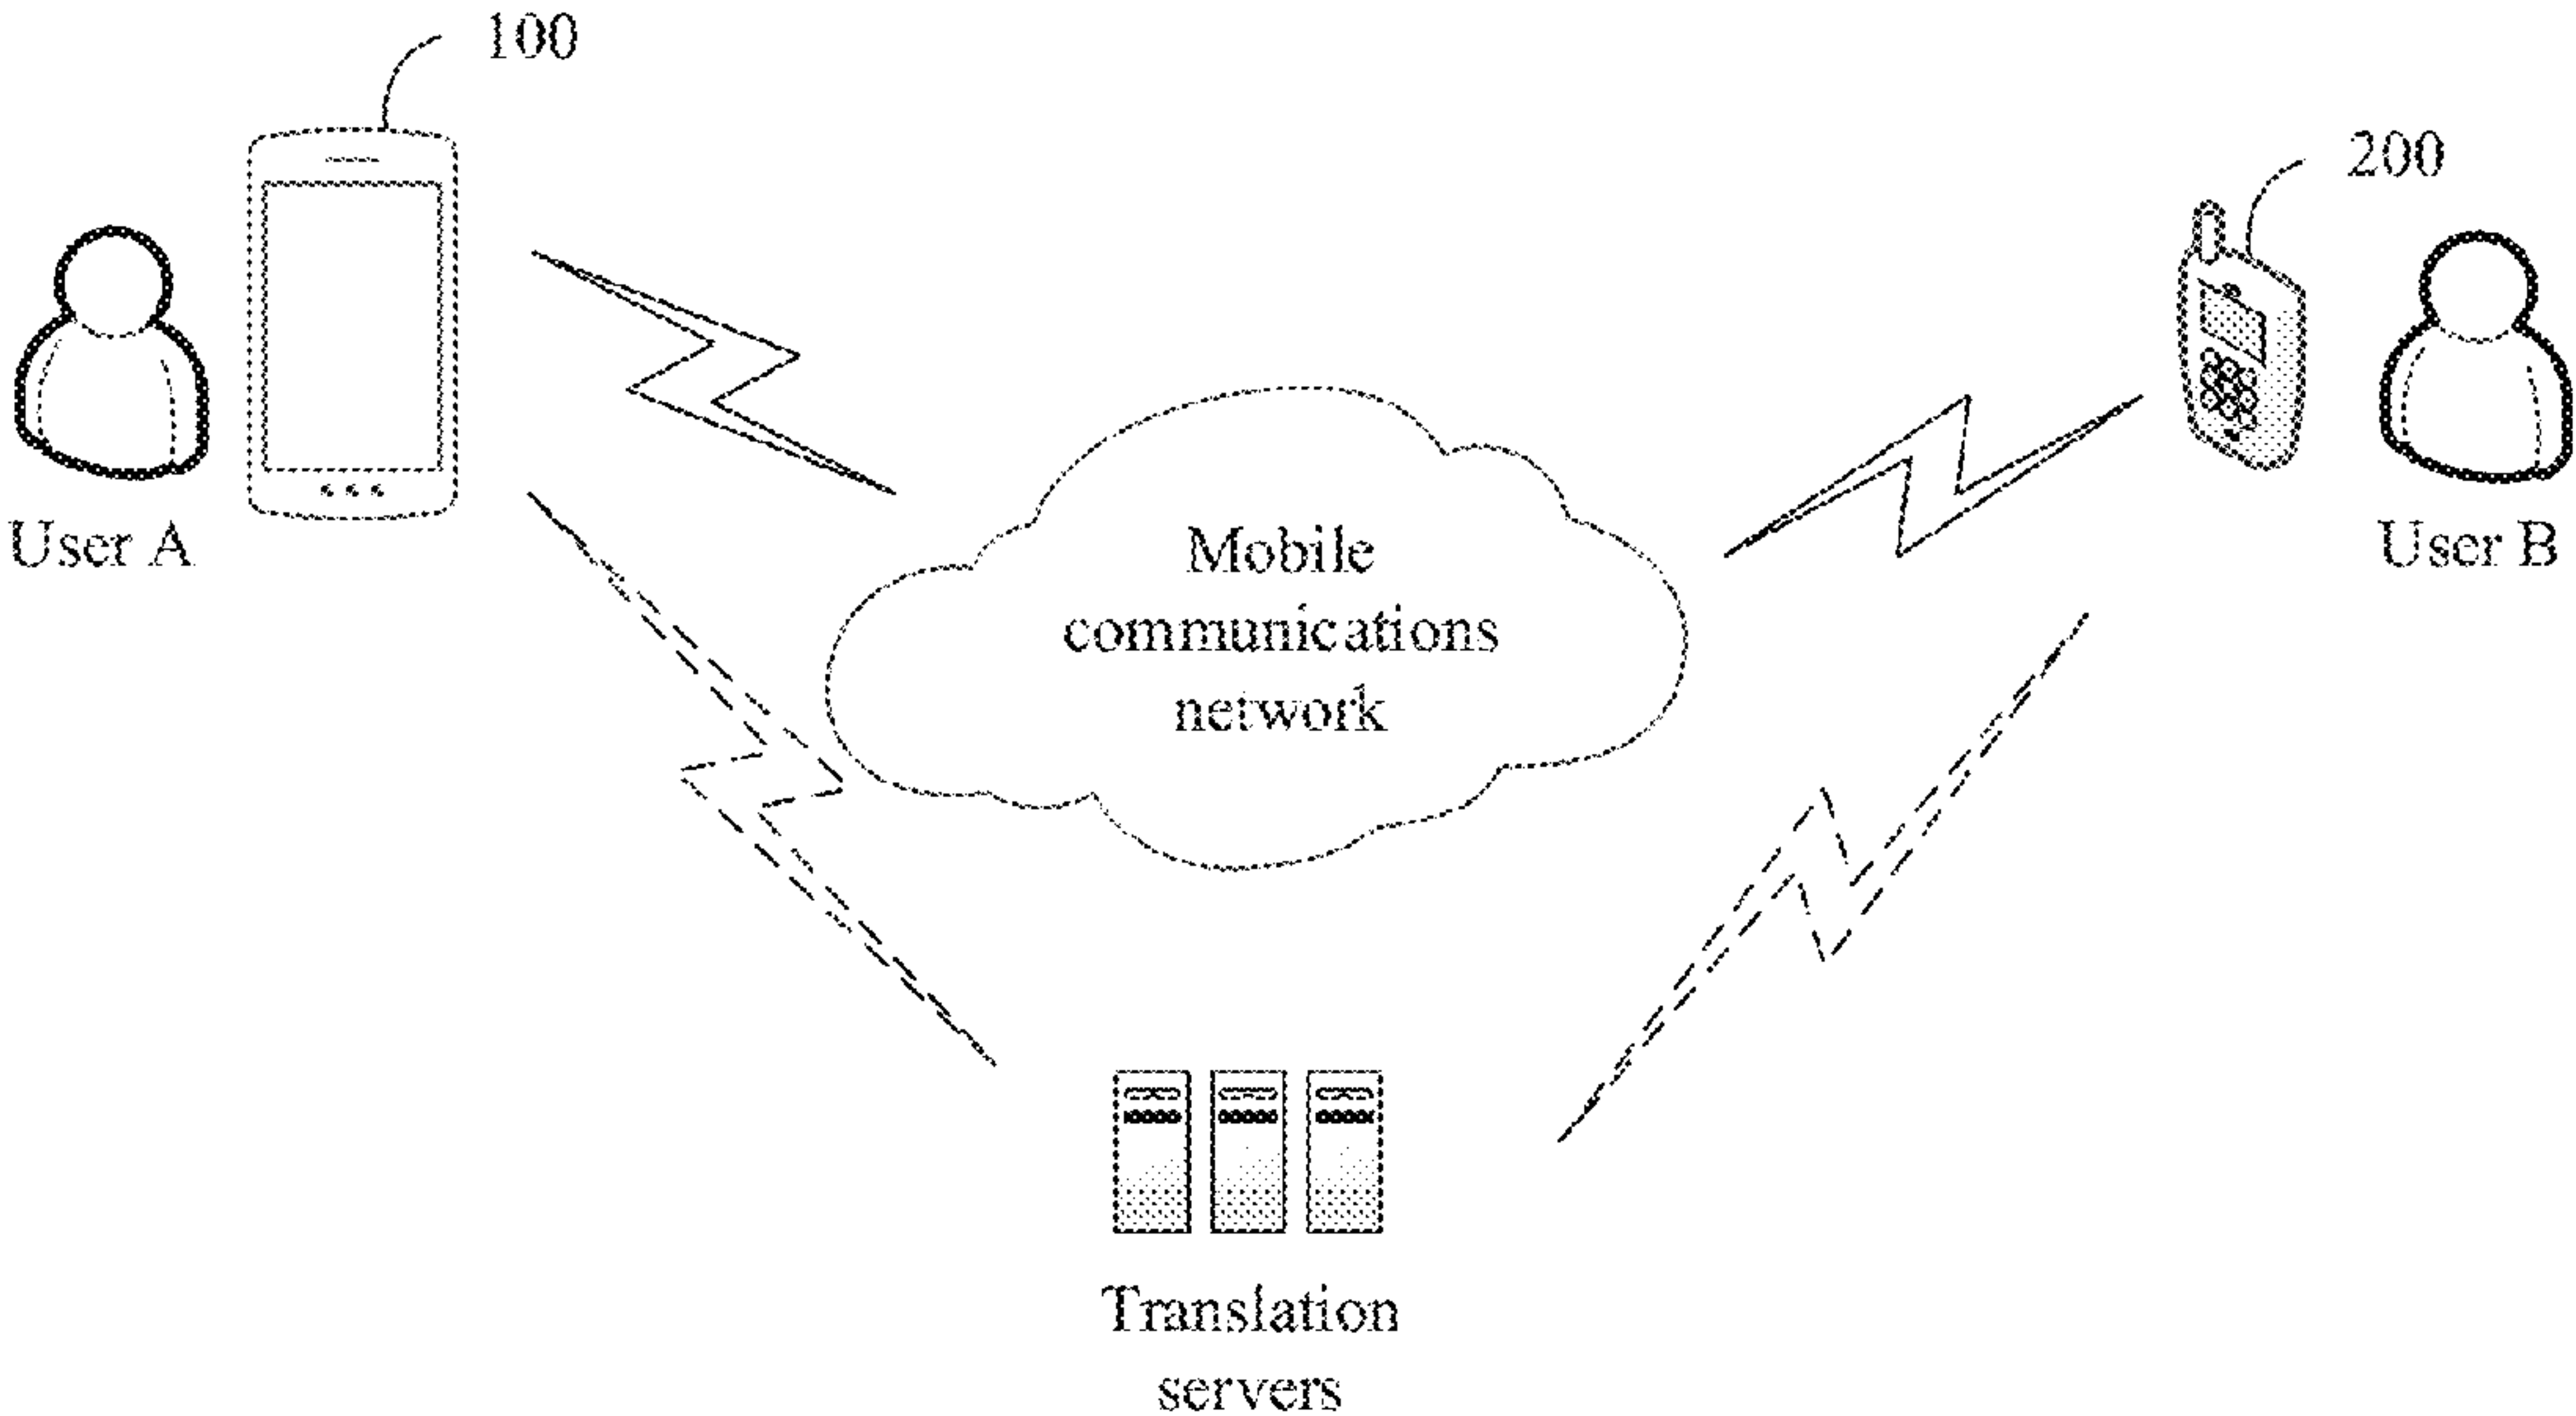 100
200
User A
User B
Mobile
communications
network
Translation
servers